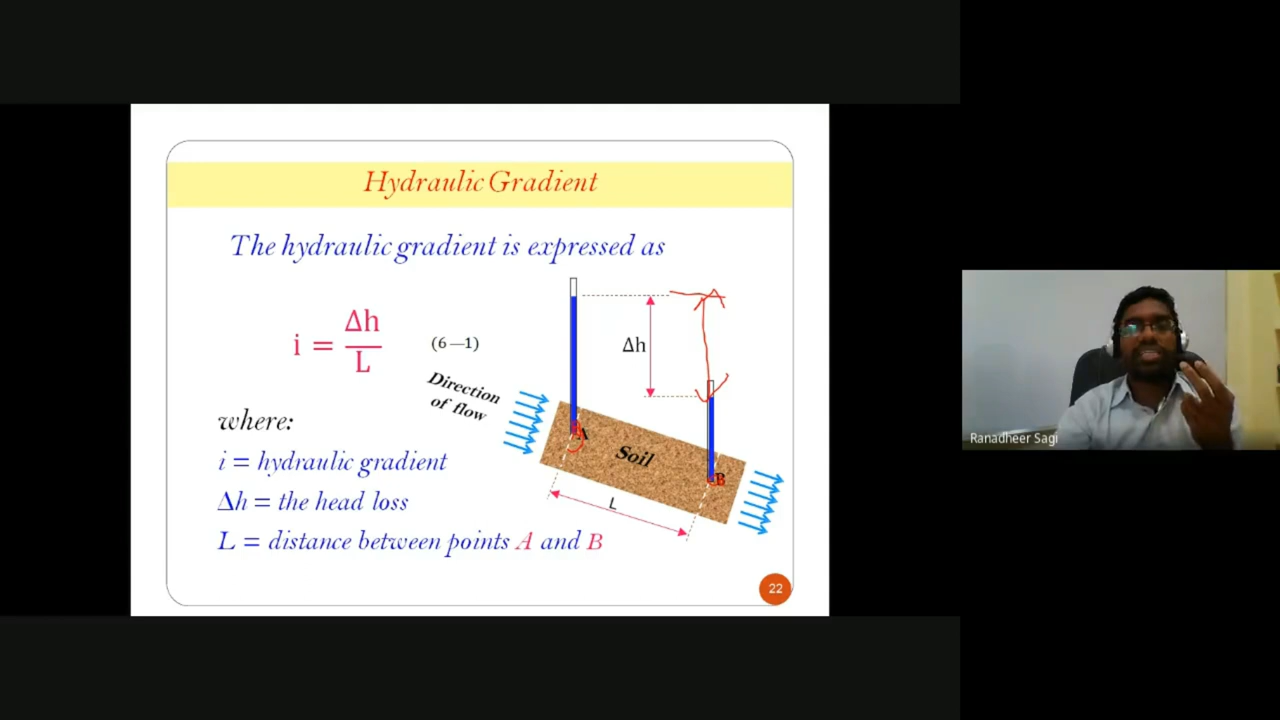 Hydraulic Gradient
The hydraulic gradient is expressed as
i = Δh / L
(6–1)
Δh
Direction
of flow
A
Soil
B
L
where:
i = hydraulic gradient
Δh = the head loss
L = distance between points A and B
22
Ranadheer Sagi